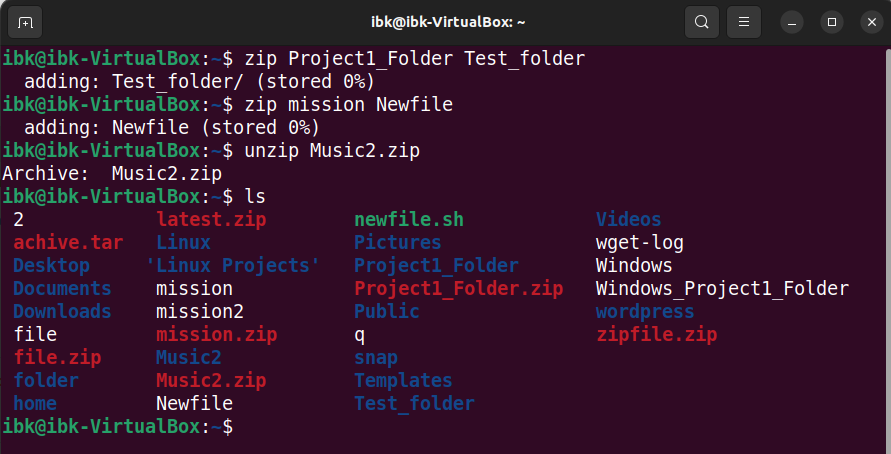 ibk@ibk-VirtualBox: ~
ibk@ibk-VirtualBox:~$ zip Project1_Folder Test_folder
  adding: Test_folder/ (stored 0%)
ibk@ibk-VirtualBox:~$ zip mission Newfile
  adding: Newfile (stored 0%)
ibk@ibk-VirtualBox:~$ unzip Music2.zip
Archive:  Music2.zip
ibk@ibk-VirtualBox:~$ ls
 2            latest.zip        newfile.sh            Videos
 achive.tar   Linux             Pictures              wget-log
 Desktop     'Linux Projects'   Project1_Folder       Windows
 Documents    mission           Project1_Folder.zip   Windows_Project1_Folder
 Downloads    mission2          Public                wordpress
 file         mission.zip       q                     zipfile.zip
 file.zip     Music2            snap
 folder       Music2.zip        Templates
 home         Newfile           Test_folder
ibk@ibk-VirtualBox:~$